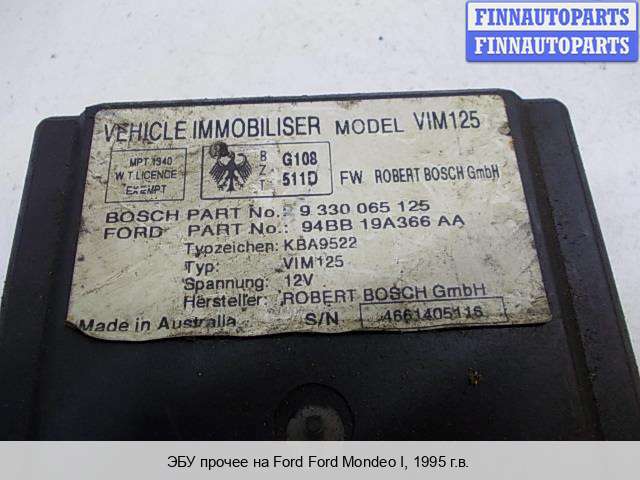 FINNAUTOPARTS
FINNAUTOPARTS
VEHICLE IMMOBILISER MODEL VIM125
MPT 1340
W.T LICENCE
EXEMPT
B
Z
T
G108
511D
FW ROBERT BOSCH GmbH
BOSCH PART No.: 9 330 065 125
FORD PART No.: 94BB 19A366 AA
Typzeichen: KBA9522
Typ: VIM125
Spannung: 12V
Hersteller: ROBERT BOSCH GmbH
Made in Australia S/N 4661405116
ЭБУ прочее на Ford Ford Mondeo I, 1995 г.в.